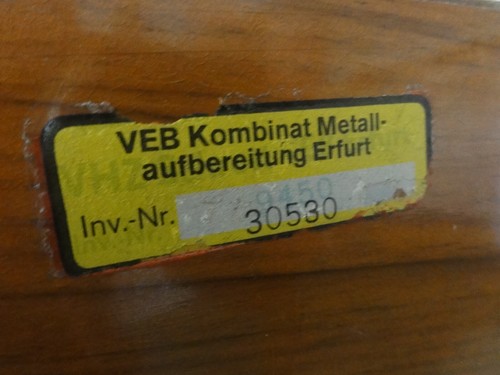 VEB Kombinat Metall-
aufbereitung Erfurt
Inv.-Nr. 30530